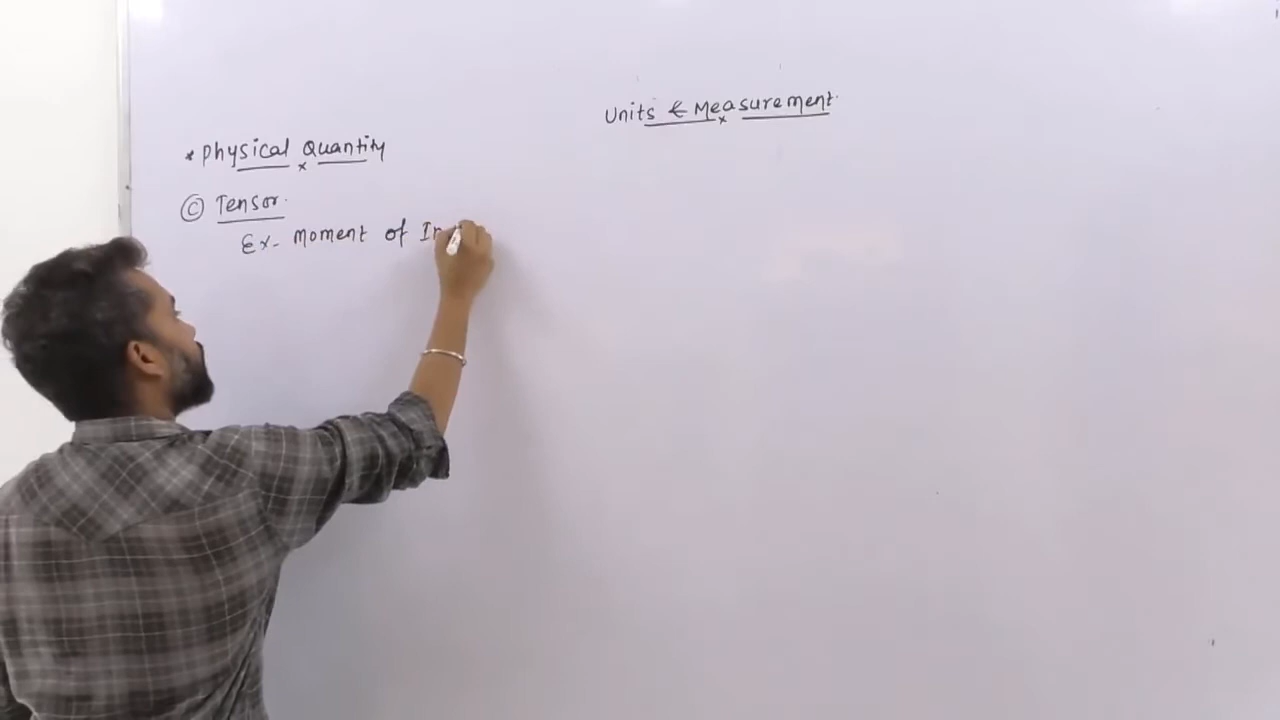 Units & Measurement
* Physical Quantity
© Tensor.
Ex- Moment of In